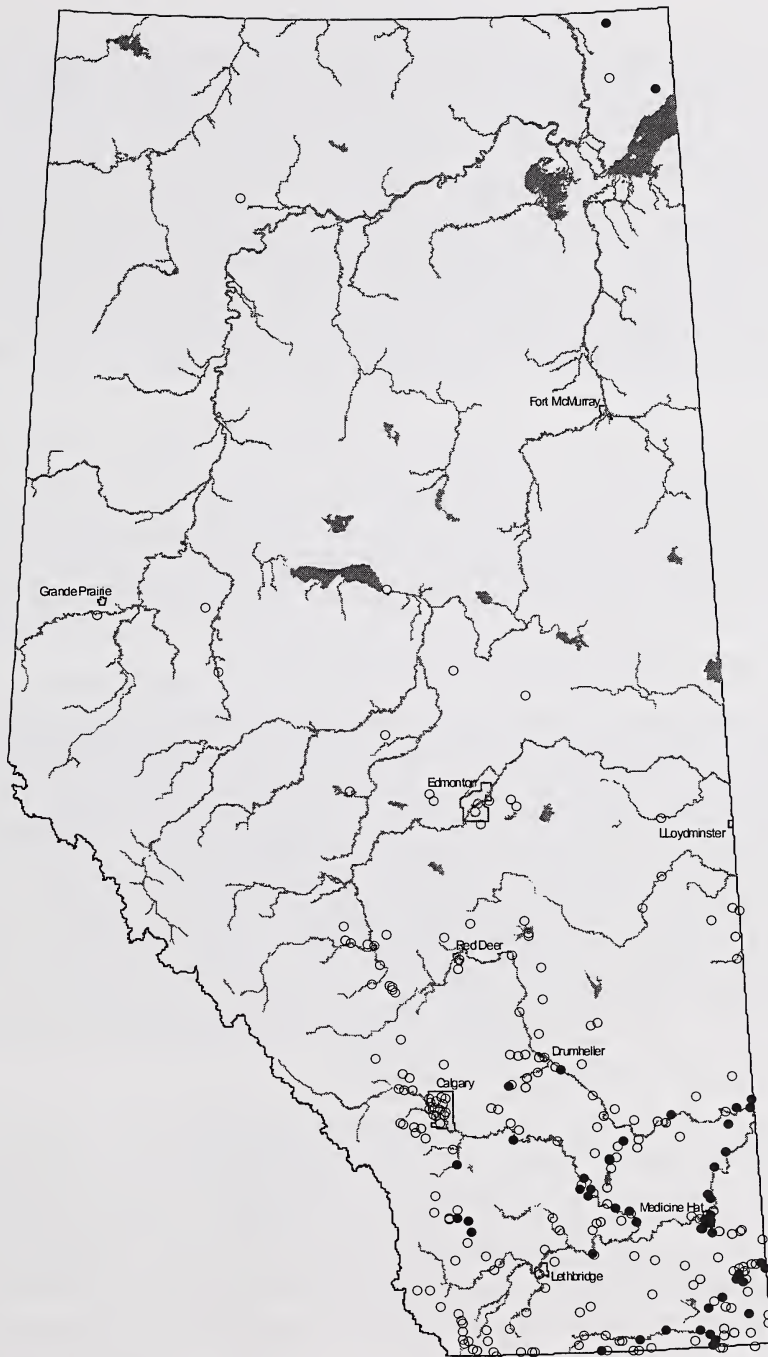 Fort McMurray
Grande Prairie
Edmonton
LLoydminster
Red Deer
Drumheller
Calgary
Medicine Hat
Lethbridge